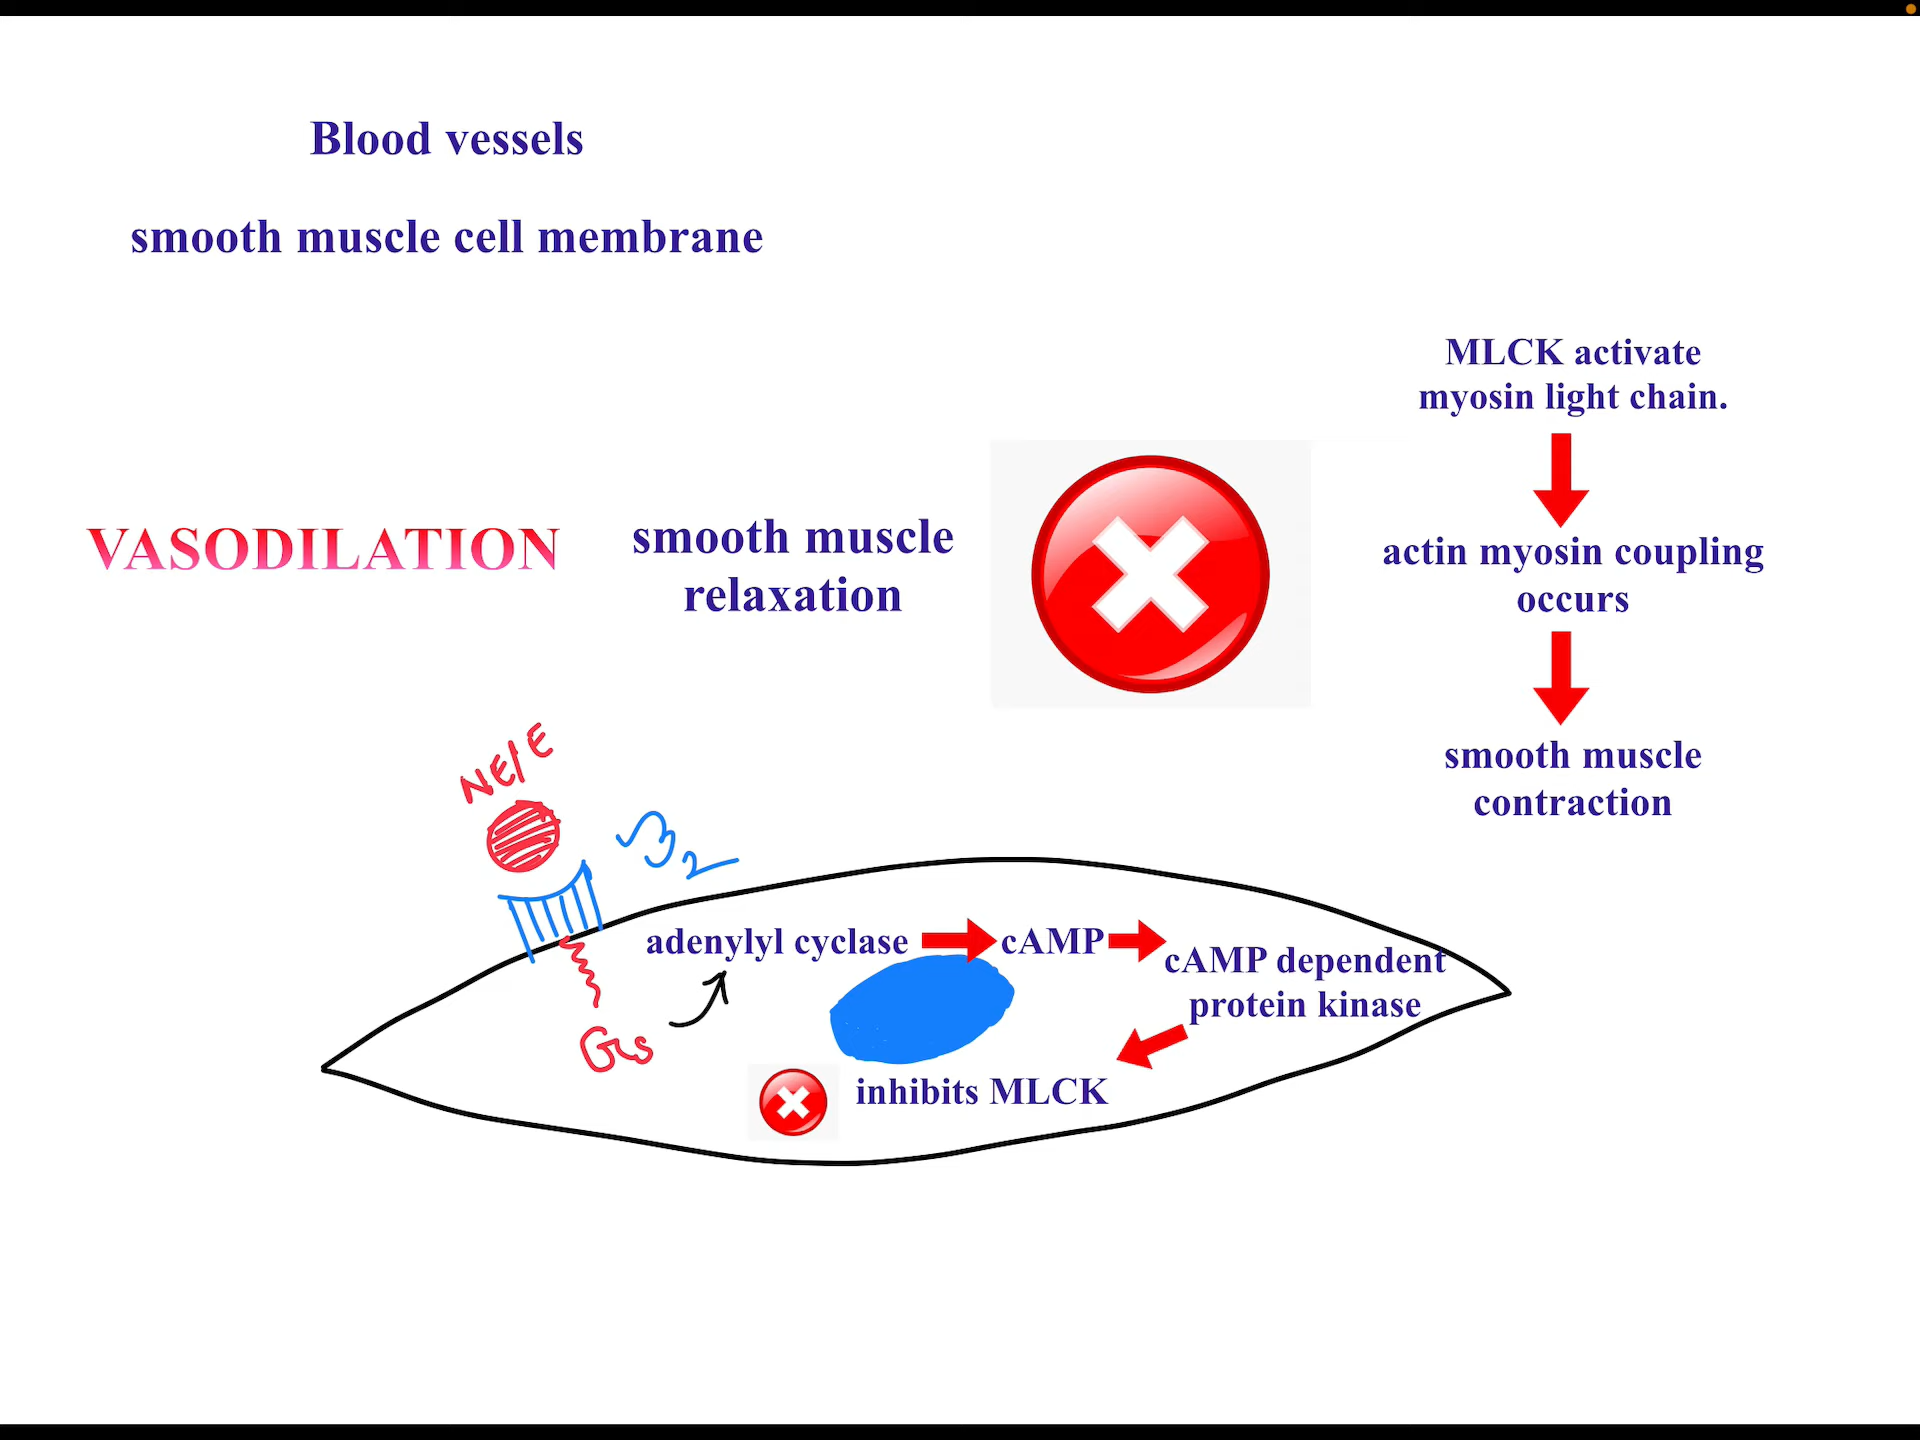 Blood vessels
smooth muscle cell membrane
MLCK activate
myosin light chain.
VASODILATION
smooth muscle
relaxation
actin myosin coupling
occurs
smooth muscle
contraction
NE/E
β2
adenylyl cyclase
cAMP
cAMP dependent
protein kinase
Gs
inhibits MLCK